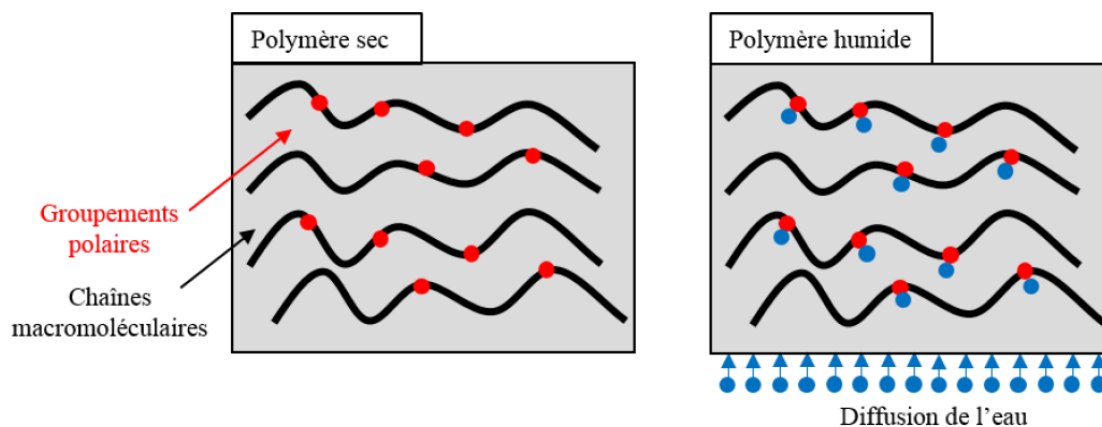 Polymère sec
Polymère humide
Groupements
polaires
Chaînes
macromoléculaires
Diffusion de l'eau